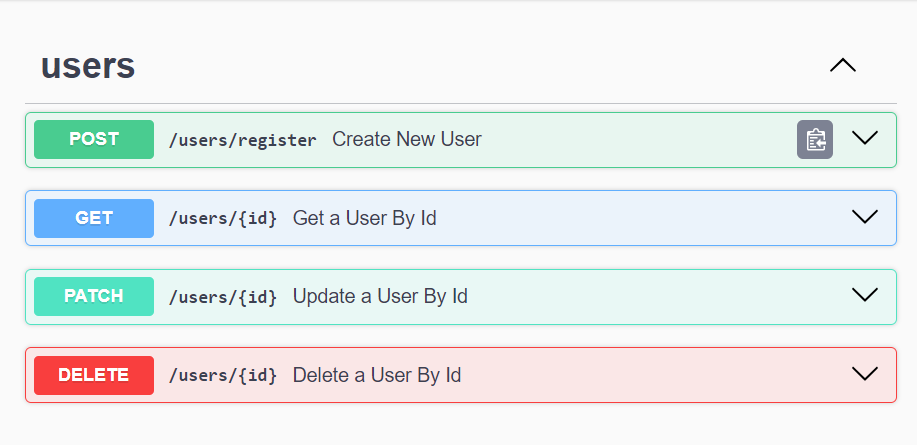 users
POST /users/register Create New User
GET /users/{id} Get a User By Id
PATCH /users/{id} Update a User By Id
DELETE /users/{id} Delete a User By Id